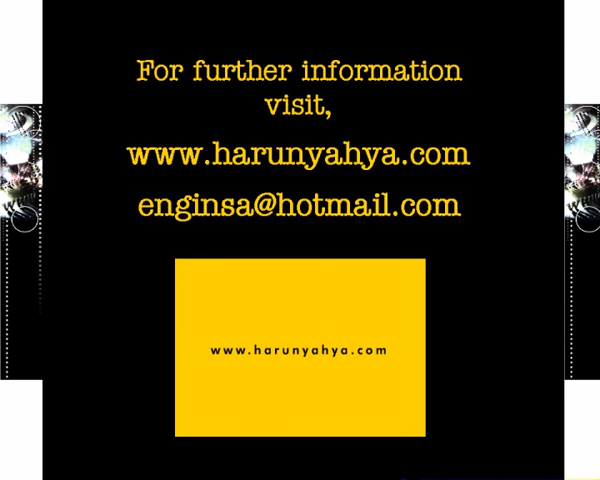 For further information
visit,
www.harunyahya.com
enginsa@hotmail.com
www.harunyahya.com